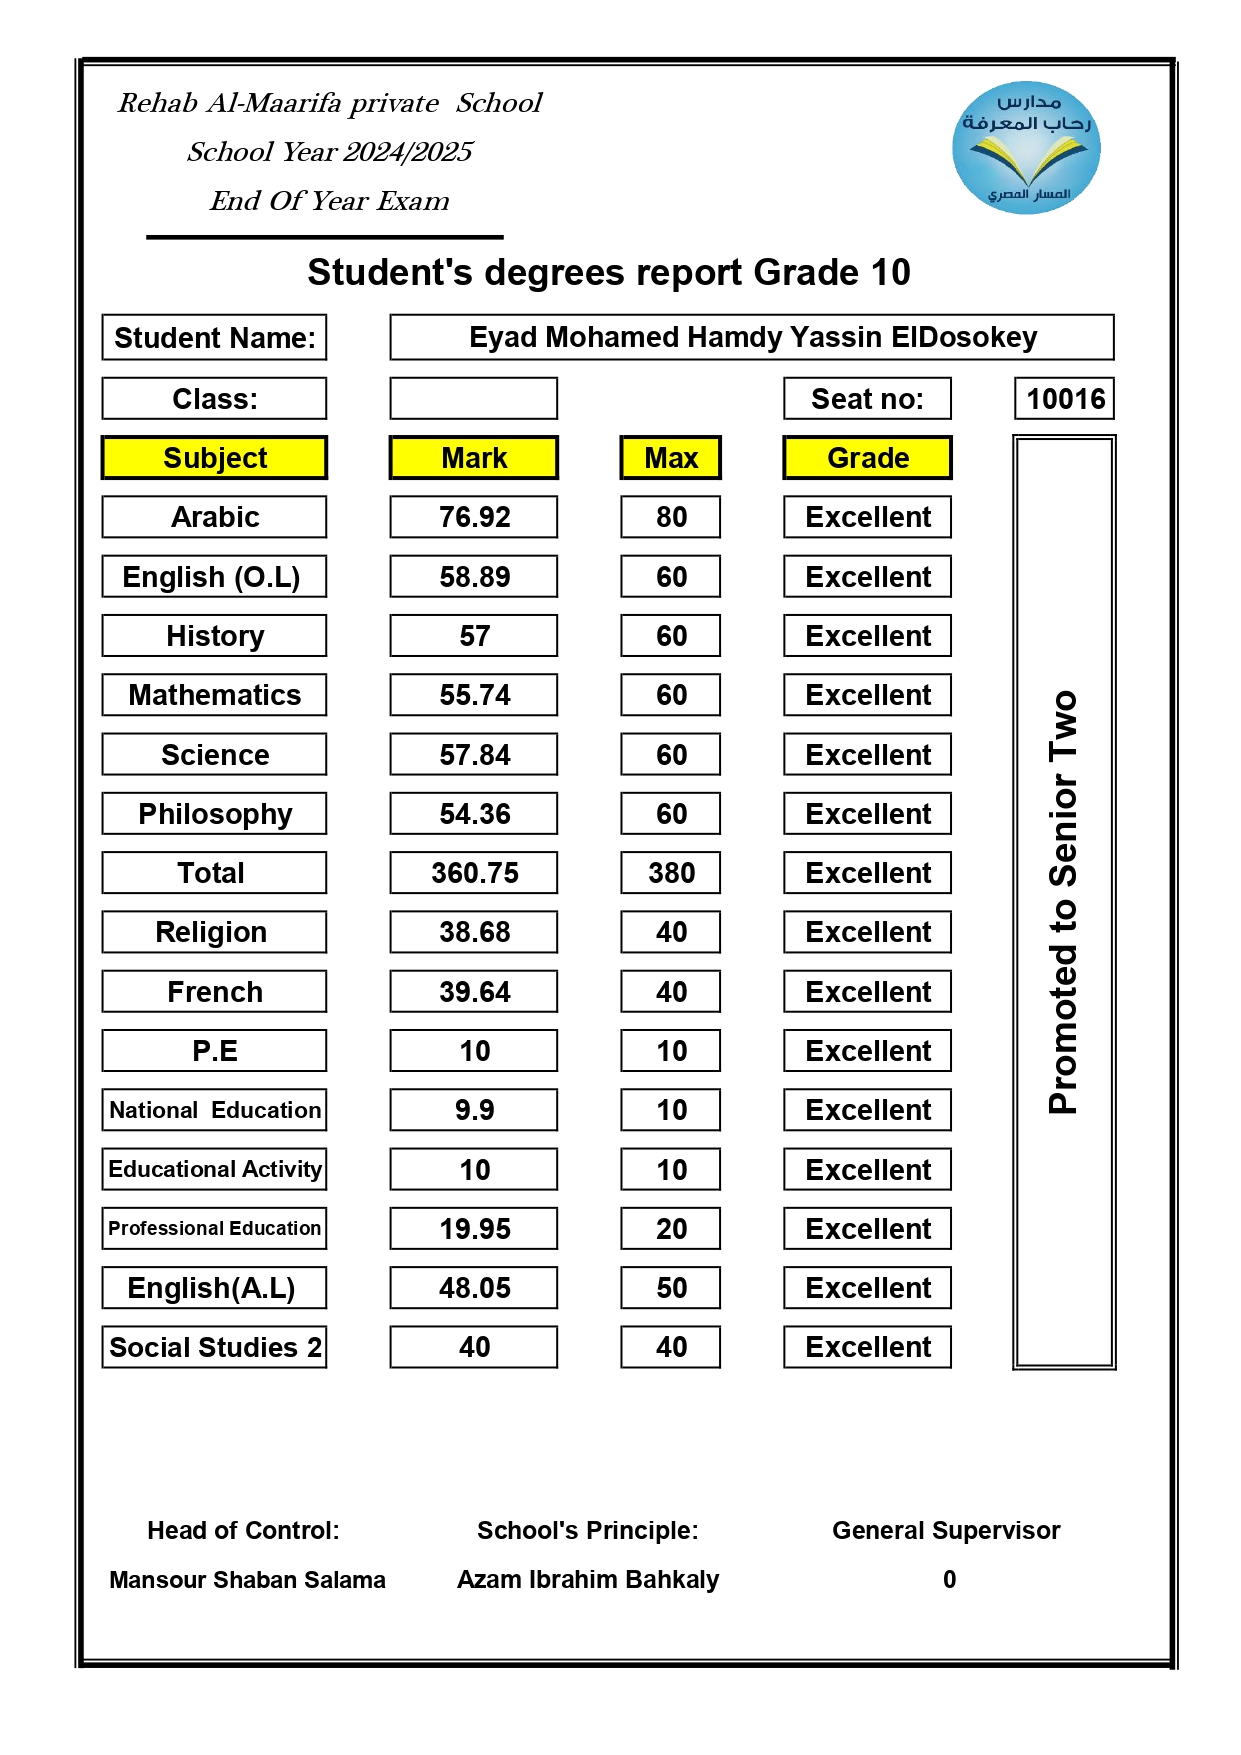 Rehab Al-Maarifa private School
School Year 2024/2025
End Of Year Exam
مدارس
رحاب المعرفة
المسار المصري
Student's degrees report Grade 10
Student Name: Eyad Mohamed Hamdy Yassin ElDosokey
Class: Seat no: 10016
Subject Mark Max Grade
Arabic 76.92 80 Excellent
English (O.L) 58.89 60 Excellent
History 57 60 Excellent
Mathematics 55.74 60 Excellent
Science 57.84 60 Excellent
Philosophy 54.36 60 Excellent
Total 360.75 380 Excellent
Religion 38.68 40 Excellent
French 39.64 40 Excellent
P.E 10 10 Excellent
National Education 9.9 10 Excellent
Educational Activity 10 10 Excellent
Professional Education 19.95 20 Excellent
English(A.L) 48.05 50 Excellent
Social Studies 2 40 40 Excellent
Promoted to Senior Two
Head of Control: School's Principle: General Supervisor
Mansour Shaban Salama Azam Ibrahim Bahkaly 0